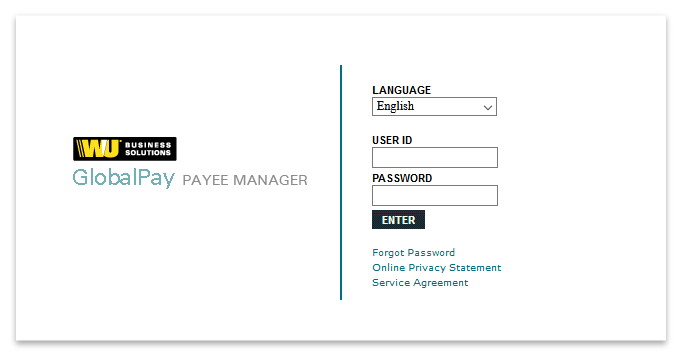 WU BUSINESS
SOLUTIONS
GlobalPay PAYEE MANAGER
LANGUAGE
English
USER ID
PASSWORD
ENTER
Forgot Password
Online Privacy Statement
Service Agreement